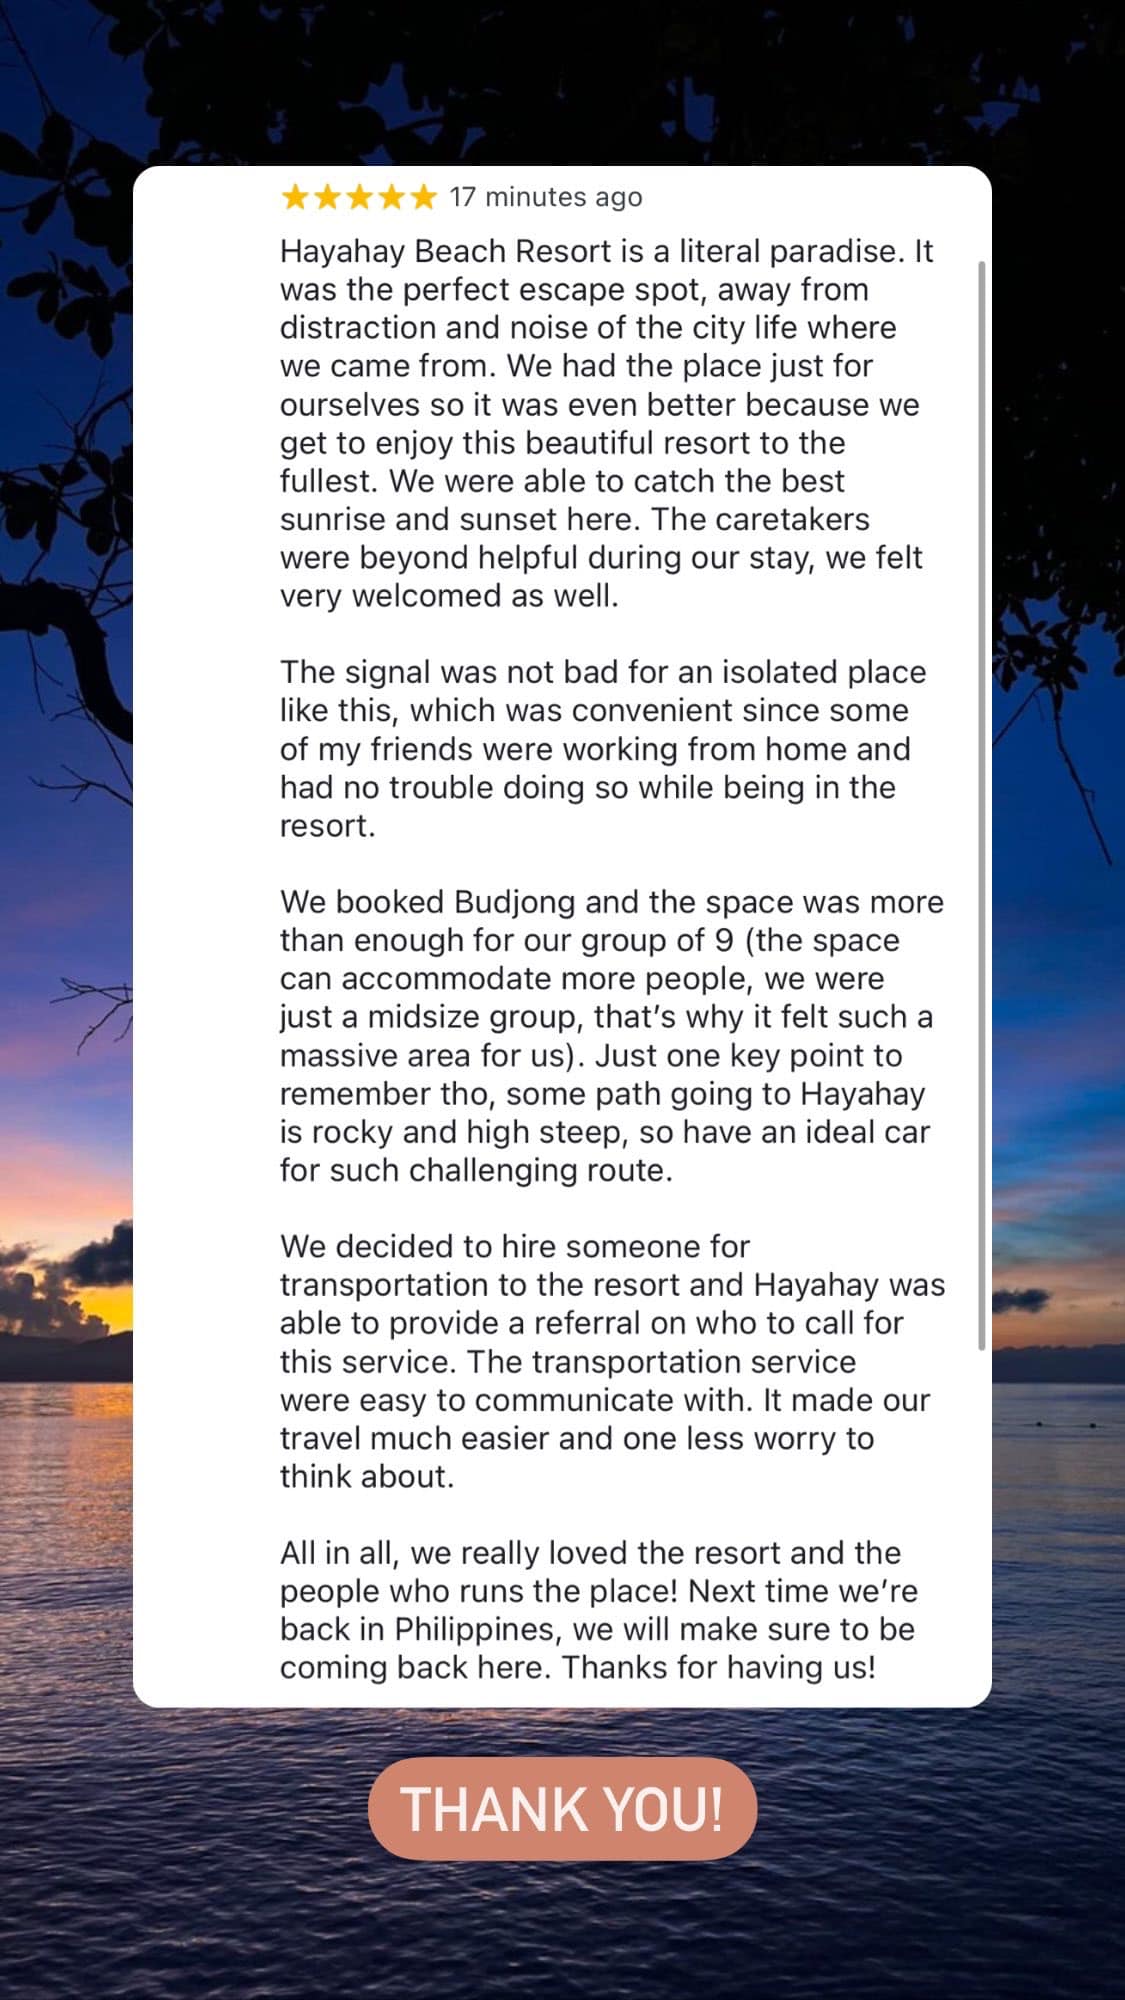 17 minutes ago
Hayahay Beach Resort is a literal paradise. It
was the perfect escape spot, away from
distraction and noise of the city life where
we came from. We had the place just for
ourselves so it was even better because we
get to enjoy this beautiful resort to the
fullest. We were able to catch the best
sunrise and sunset here. The caretakers
were beyond helpful during our stay, we felt
very welcomed as well.
The signal was not bad for an isolated place
like this, which was convenient since some
of my friends were working from home and
had no trouble doing so while being in the
resort.
We booked Budjong and the space was more
than enough for our group of 9 (the space
can accommodate more people, we were
just a midsize group, that’s why it felt such a
massive area for us). Just one key point to
remember tho, some path going to Hayahay
is rocky and high steep, so have an ideal car
for such challenging route.
We decided to hire someone for
transportation to the resort and Hayahay was
able to provide a referral on who to call for
this service. The transportation service
were easy to communicate with. It made our
travel much easier and one less worry to
think about.
All in all, we really loved the resort and the
people who runs the place! Next time we’re
back in Philippines, we will make sure to be
coming back here. Thanks for having us!
THANK YOU!